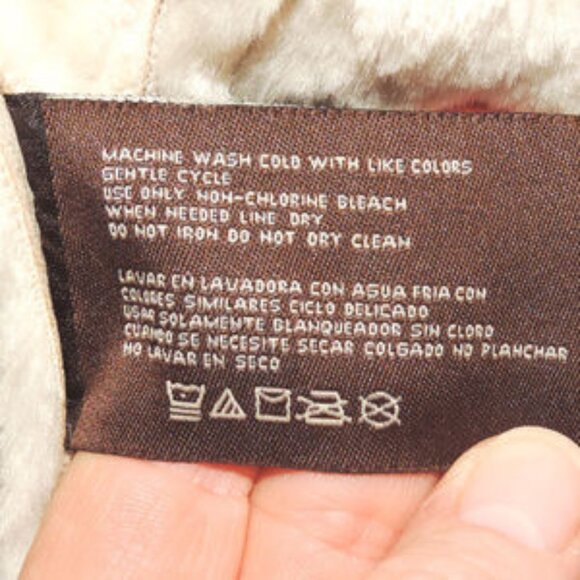 MACHINE WASH COLD WITH LIKE COLORS
GENTLE CYCLE
USE ONLY NON-CHLORINE BLEACH
WHEN NEEDED LINE DRY
DO NOT IRON DO NOT DRY CLEAN
LAVAR EN LAVADORA CON AGUA FRIA CON
COLORES SIMILARES CICLO DELICADO
USAR SOLAMENTE BLANQUEADOR SIN CLORO
CUANDO SE NECESITE SECAR COLGADO NO PLANCHAR
NO LAVAR EN SECO